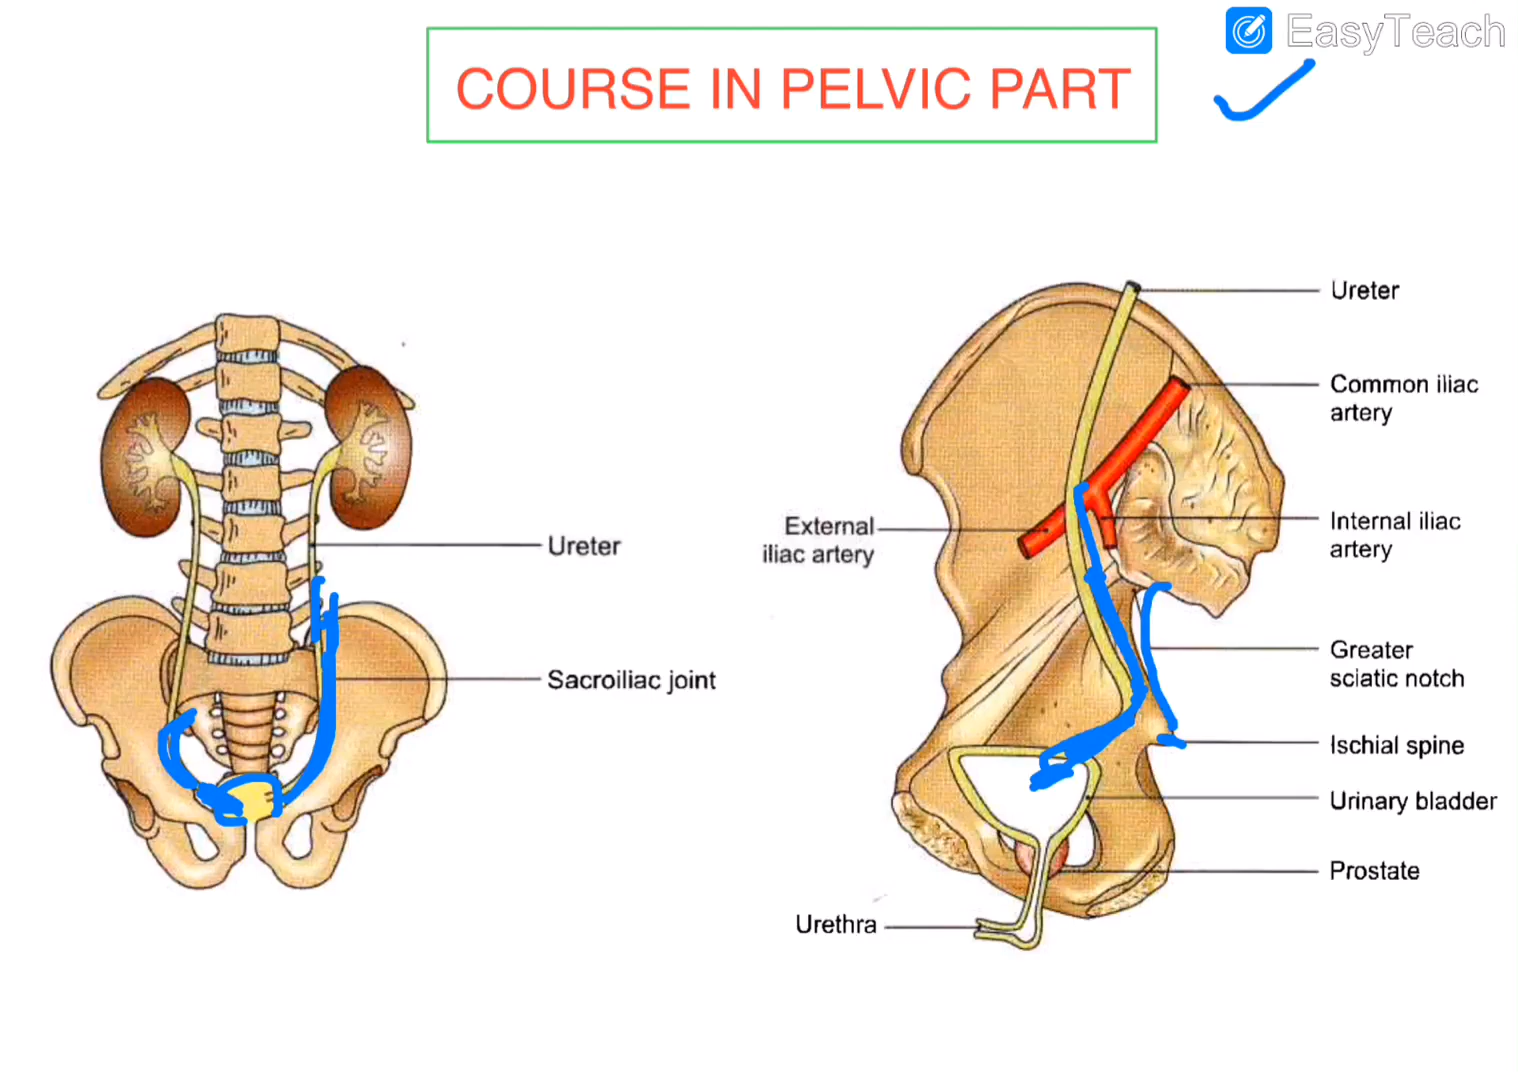 EasyTeach
COURSE IN PELVIC PART
Ureter
Sacroiliac joint
Ureter
Common iliac
artery
External
iliac artery
Internal iliac
artery
Greater
sciatic notch
Ischial spine
Urinary bladder
Prostate
Urethra